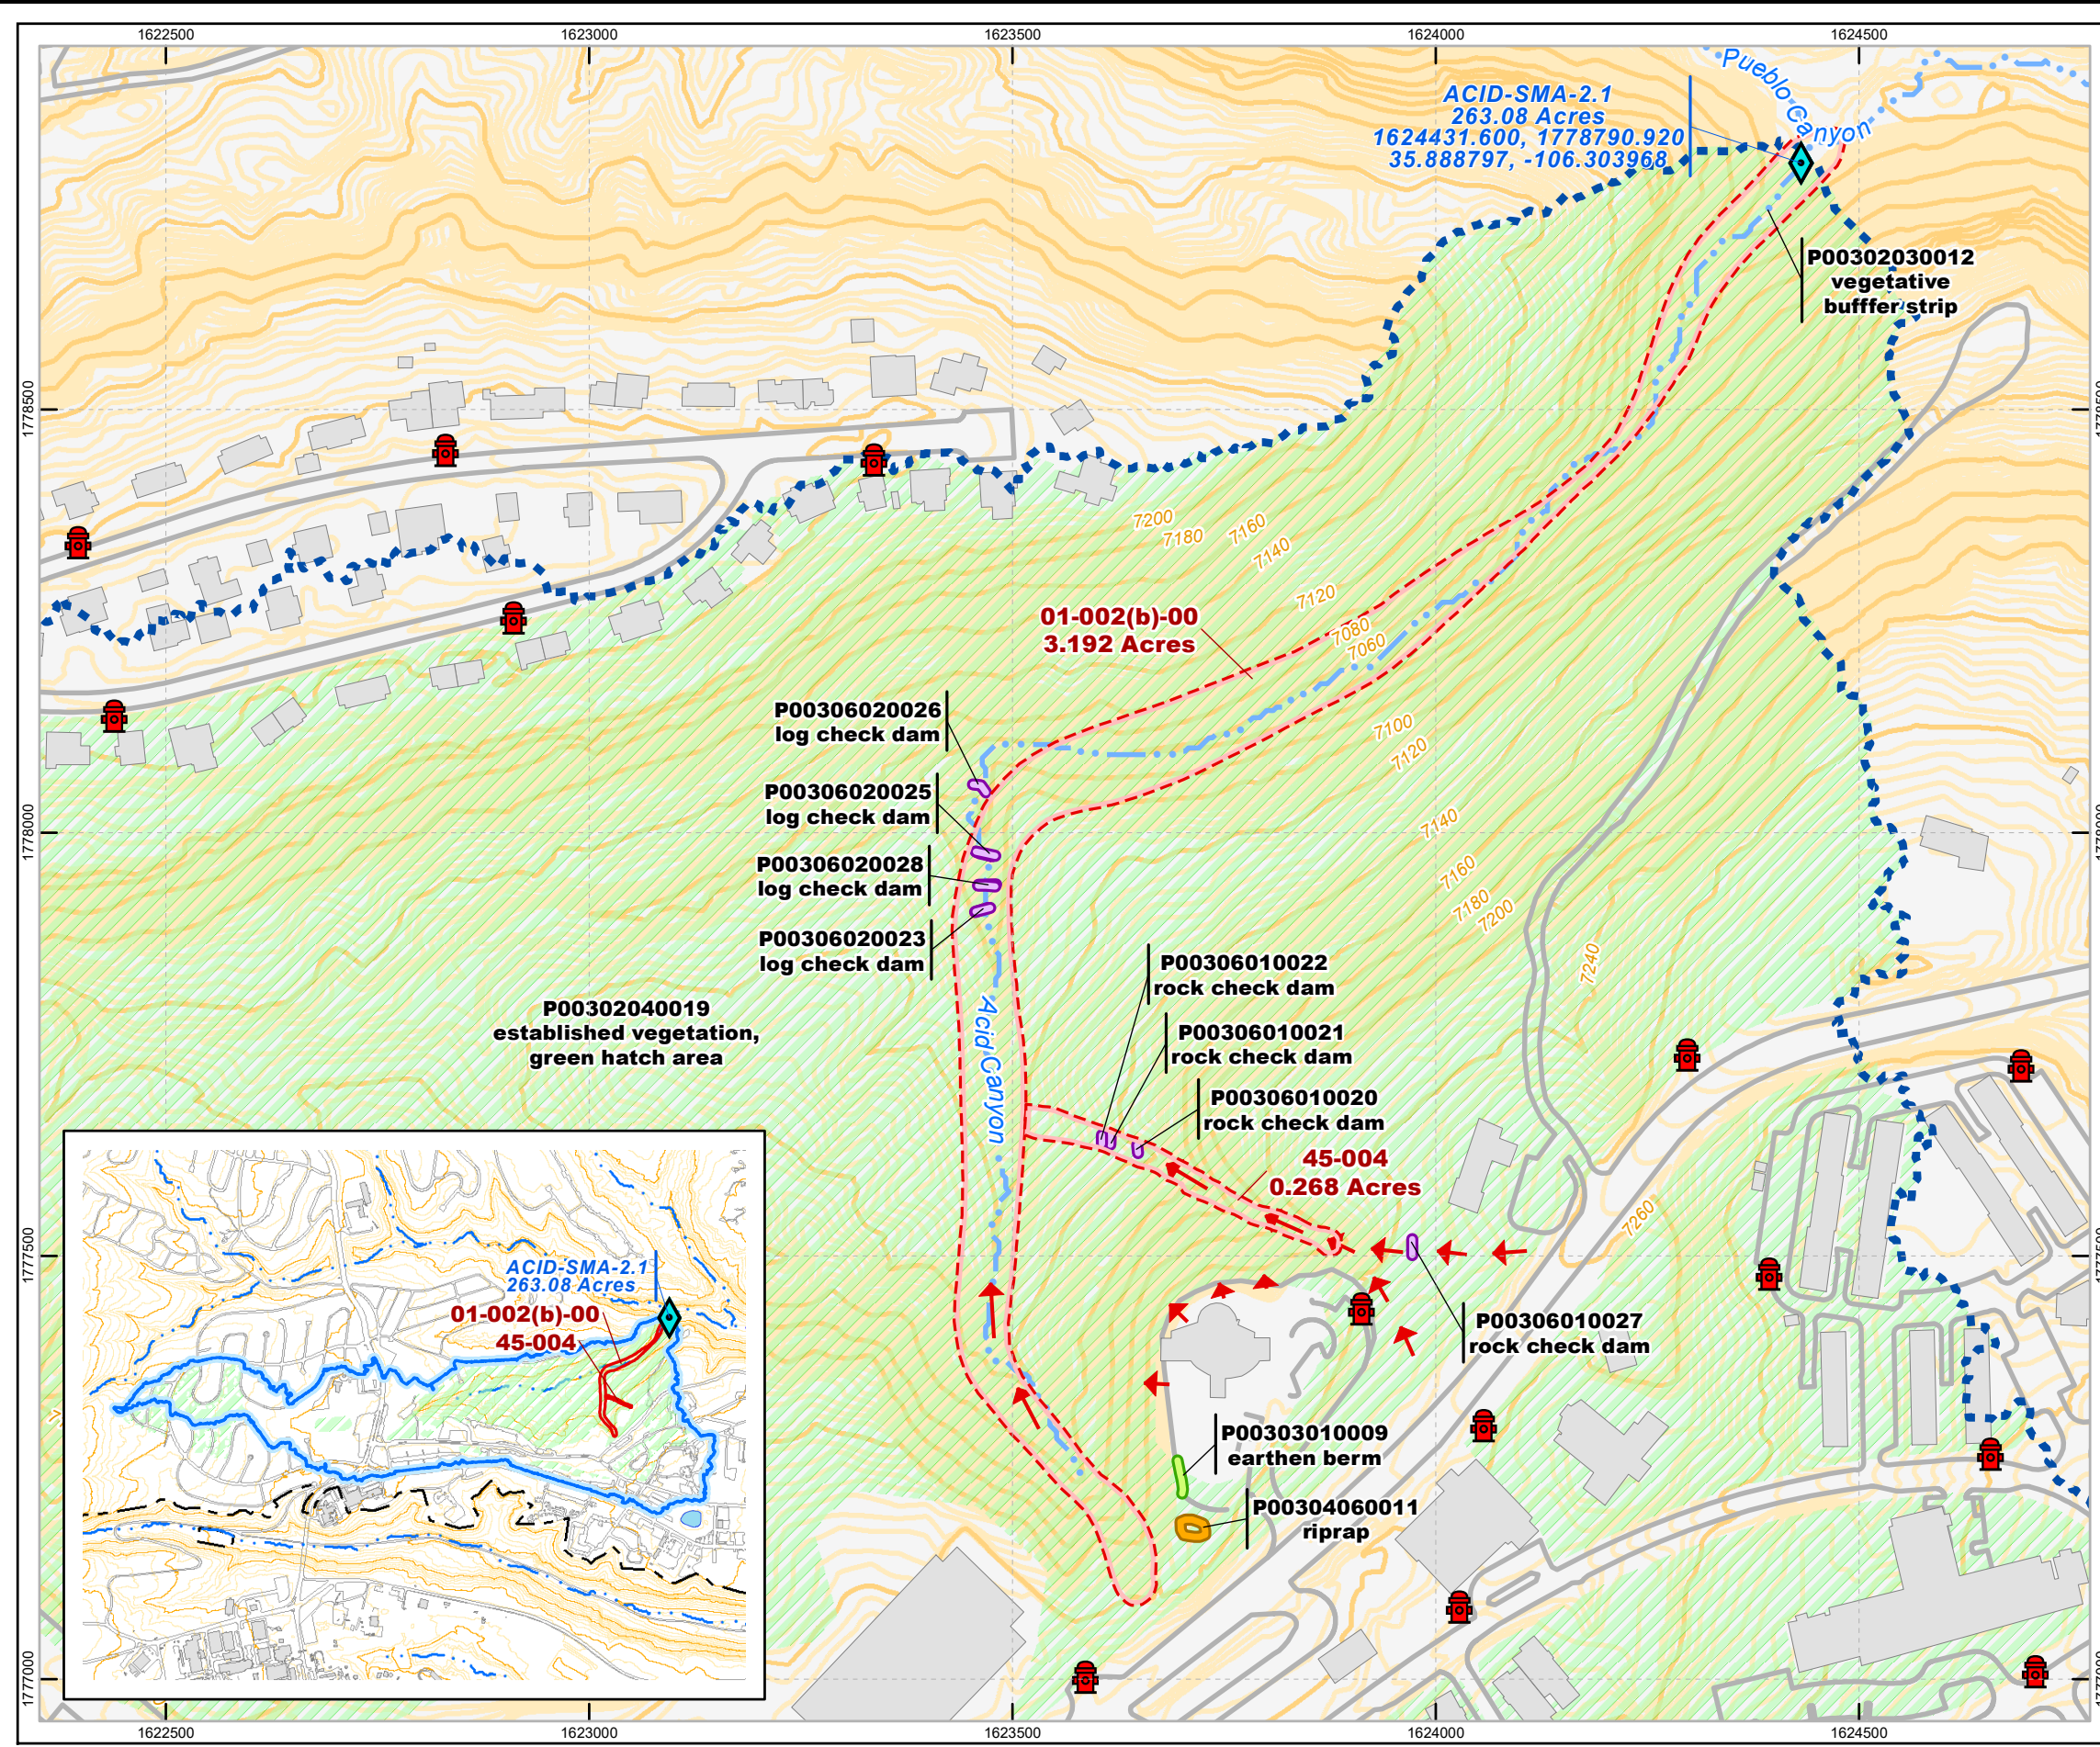 1622500
1623000
1623500
1624000
1624500
Pueblo Canyon
ACID-SMA-2.1
263.08 Acres
1624431.600, 1778790.920
35.888797, -106.303968
P00302030012
vegetative
bufffer strip
1778500
1778500
7200
7180
7160
7140
7120
7080
7060
01-002(b)-00
3.192 Acres
P00306020026
log check dam
7100
7120
P00306020025
log check dam
1778000
1778000
7140
P00306020028
log check dam
7160
7180
7200
P00306020023
log check dam
7240
P00306010022
rock check dam
P00302040019
established vegetation,
green hatch area
Acid Canyon
P00306010021
rock check dam
P00306010020
rock check dam
45-004
0.268 Acres
7260
1777500
1777500
P00306010027
rock check dam
ACID-SMA-2.1
263.08 Acres
01-002(b)-00
45-004
P00303010009
earthen berm
P00304060011
riprap
1777000
1777000
1622500
1623000
1623500
1624000
1624500